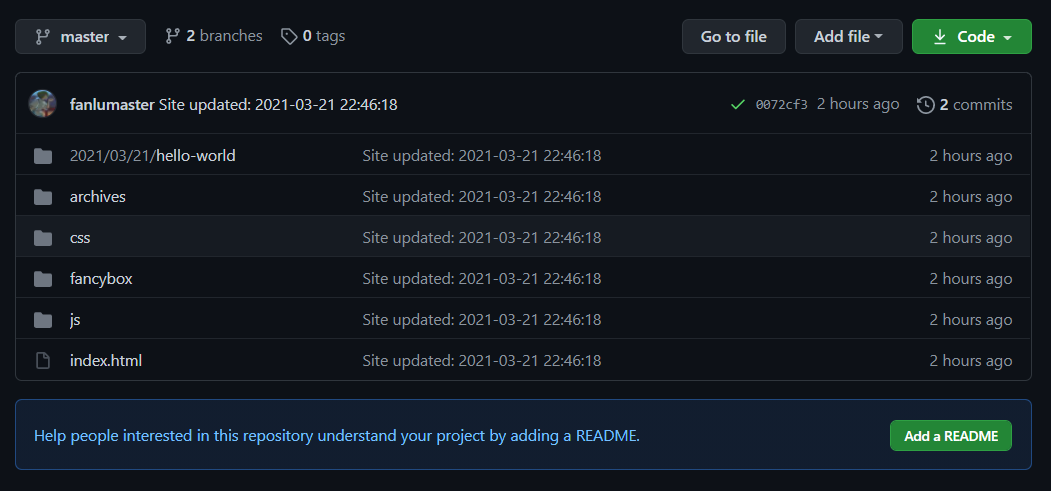 master 2 branches 0 tags Go to file Add file Code
fanlumaster Site updated: 2021-03-21 22:46:18 0072cf3 2 hours ago 2 commits
2021/03/21/hello-world Site updated: 2021-03-21 22:46:18 2 hours ago
archives Site updated: 2021-03-21 22:46:18 2 hours ago
css Site updated: 2021-03-21 22:46:18 2 hours ago
fancybox Site updated: 2021-03-21 22:46:18 2 hours ago
js Site updated: 2021-03-21 22:46:18 2 hours ago
index.html Site updated: 2021-03-21 22:46:18 2 hours ago
Help people interested in this repository understand your project by adding a README. Add a README